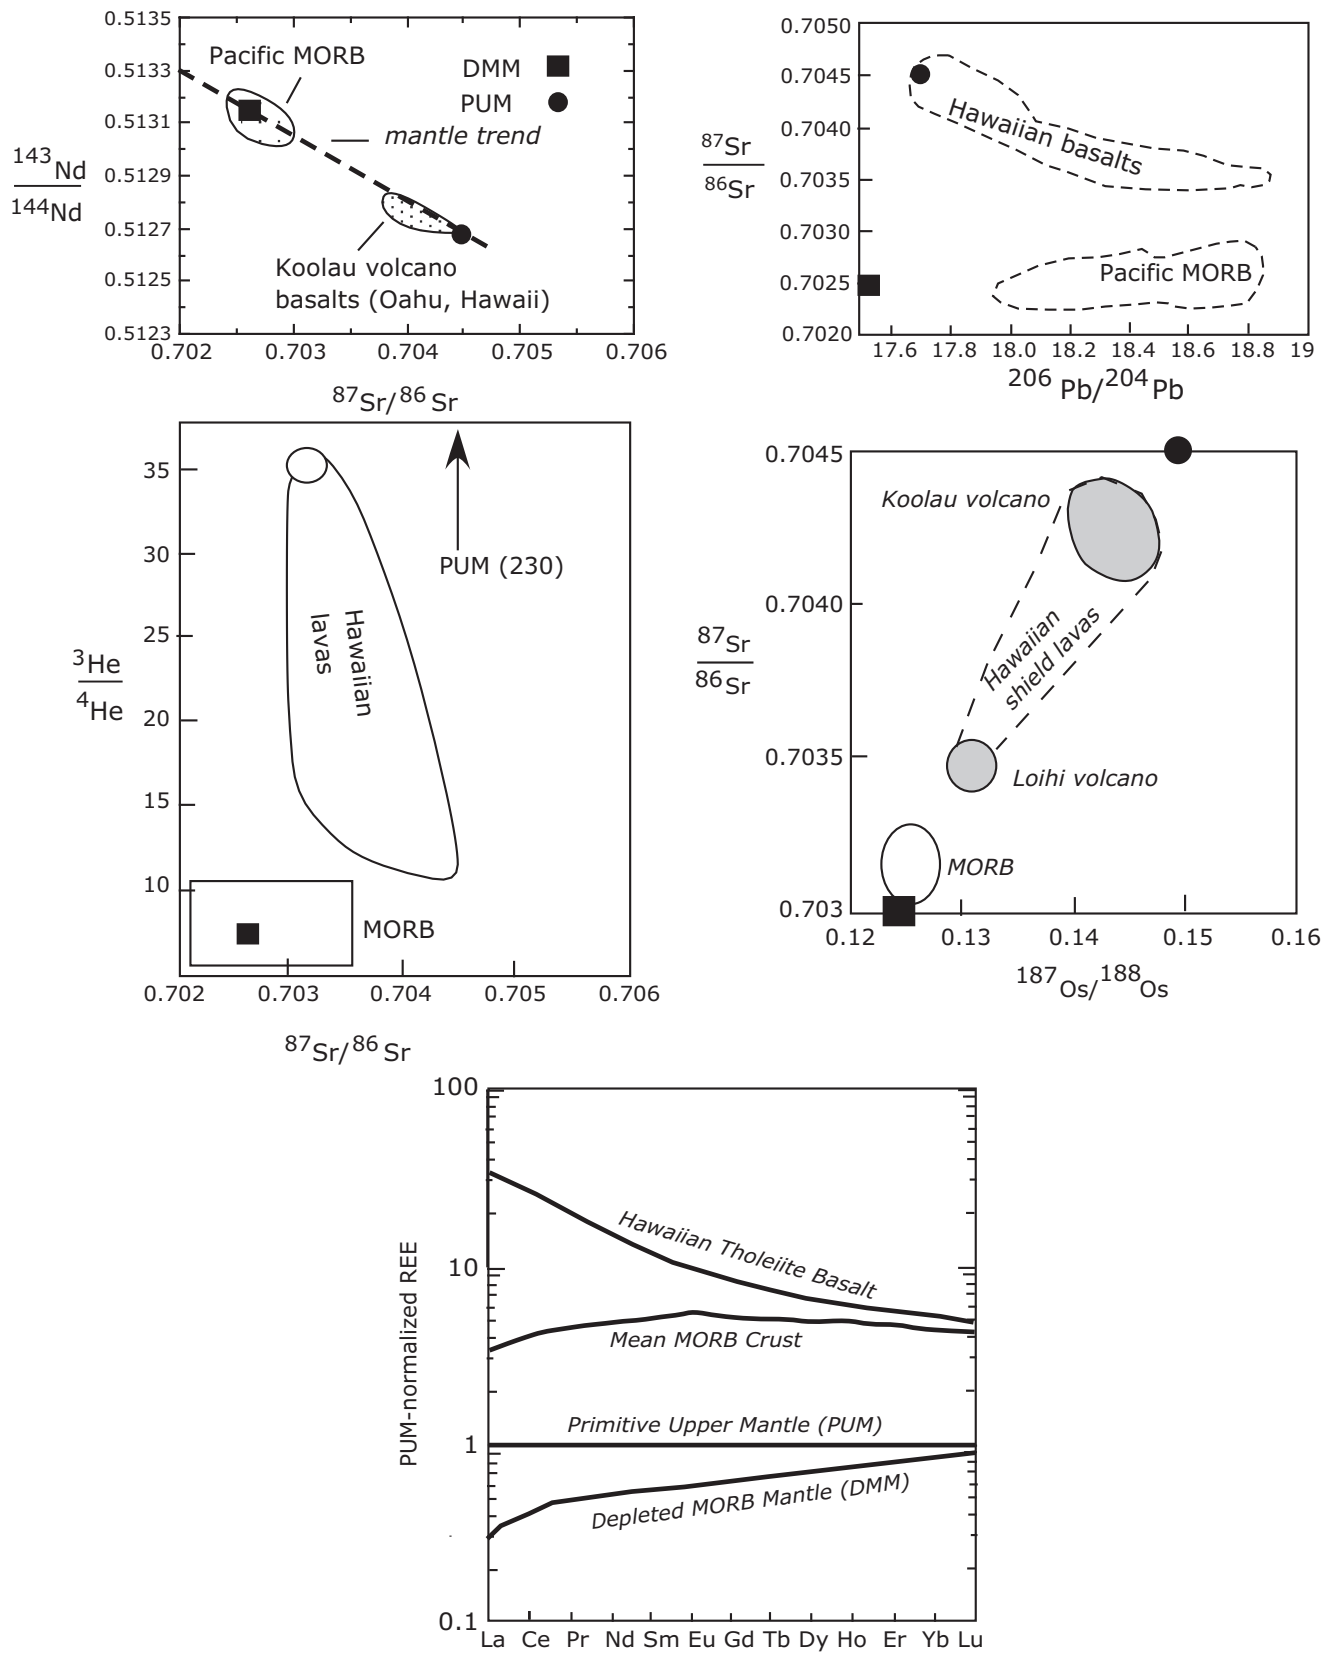 0.5135
0.5133
0.5131
0.5129
0.5127
0.5125
0.5123
143Nd
144Nd
Pacific MORB
DMM
PUM
mantle trend
Koolau volcano
basalts (Oahu, Hawaii)
0.702 0.703 0.704 0.705 0.706
87Sr/86Sr
0.7050
0.7045
0.7040
0.7035
0.7030
0.7025
0.7020
87Sr
86Sr
Hawaiian basalts
Pacific MORB
17.6 17.8 18.0 18.2 18.4 18.6 18.8 19
206Pb/204Pb
35
30
25
20
15
10
3He
4He
PUM (230)
Hawaiian
lavas
MORB
0.702 0.703 0.704 0.705 0.706
87Sr/86Sr
0.7045
0.7040
0.7035
0.703
87Sr
86Sr
Koolau volcano
Hawaiian
shield lavas
Loihi volcano
MORB
0.12 0.13 0.14 0.15 0.16
187Os/188Os
100
10
1
0.1
PUM-normalized REE
Hawaiian Tholeiite Basalt
Mean MORB Crust
Primitive Upper Mantle (PUM)
Depleted MORB Mantle (DMM)
La Ce Pr Nd Sm Eu Gd Tb Dy Ho Er Yb Lu